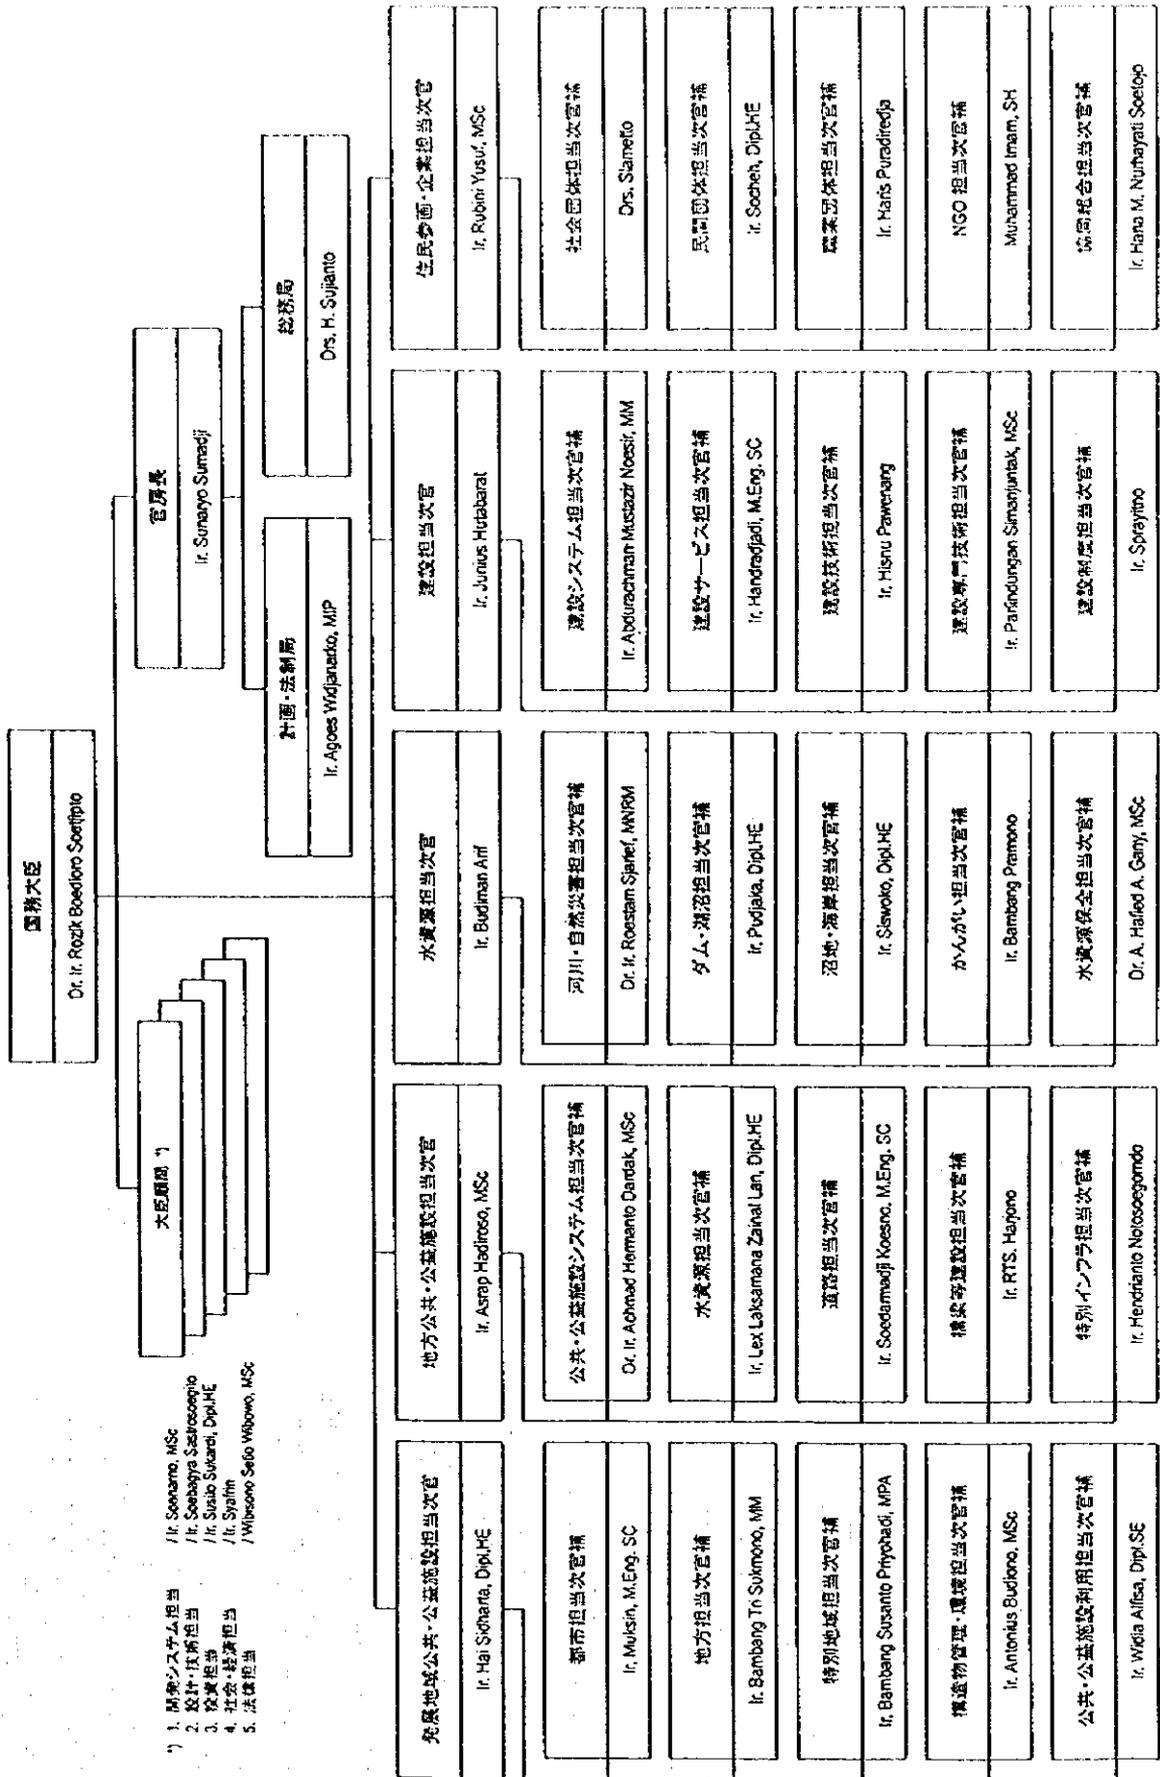 国務大臣
Dr. Ir. Rozik Boedioro Soetjipto
大臣顧問 *)
*) 1. 開発システム担当 / Ir. Soenarno, MSc
2. 設計・技術担当 / Ir. Soebagya Sastrosoegito
3. 投資担当 / Ir. Susilo Sukardi, Dipl.HE
4. 社会・経済担当 / Ir. Syafrin
5. 法律担当 / Wibisono Setio Wibowo, MSc
官房長
Ir. Sunaryo Sumadji
計画・法制局
Ir. Agoes Widjanarko, MIP
総務局
Drs. H. Sujianto
発展地域公共・公益施設担当次官
Ir. Hai Sidharta, Dipl.HE
都市担当次官補
Ir. Muksin, M.Eng. SC
地方担当次官補
Ir. Bambang Tri Sukmono, MM
特別地域担当次官補
Ir. Bambang Susanto Priyohadi, MPA
構造物管理・環境担当次官補
Ir. Antonius Budiono, MSc
公共・公益施設利用担当次官補
Ir. Widia Alfisa, Dipl.SE
地方公共・公益施設担当次官
Ir. Asrap Hadiroso, MSc
公共・公益施設システム担当次官補
Dr. Ir. Achmad Hermanto Dardak, MSc
水資源担当次官補
Ir. Lex Laksamana Zainal Lan, Dipl.HE
道路担当次官補
Ir. Soedarmadji Koesno, M.Eng. SC
橋梁等建設担当次官補
Ir. RTS. Harjono
特別インフラ担当次官補
Ir. Hendrianto Notosoegondo
水資源担当次官
Ir. Budiman Arif
河川・自然災害担当次官補
Dr. Ir. Roestam Sjarief, MNRM
ダム・湖沼担当次官補
Ir. Pudjaka, Dipl.HE
沼地・海岸担当次官補
Ir. Siswoko, Dipl.HE
かんがい担当次官補
Ir. Bambang Pramono
水資源保全担当次官補
Dr. A. Hafied A. Gany, MSc
建設担当次官
Ir. Junius Hutabarat
建設システム担当次官補
Ir. Abdurachman Mustazir Noesir, MM
建設サービス担当次官補
Ir. Handradjadi, M.Eng. SC
建設技術担当次官補
Ir. Hisnu Pawenang
建設専門技術担当次官補
Ir. Parlindungan Simanjuntak, MSc
建設制度担当次官補
Ir. Sprayitno
住民参画・企業担当次官
Ir. Rubini Yusuf, MSc
社会団体担当次官補
Drs. Slametto
民間団体担当次官補
Ir. Socheh, Dipl.HE
職業団体担当次官補
Ir. Haris Puradiredja
NGO 担当次官補
Muhammad Imam, SH
協同組合担当次官補
Ir. Hana M. Nurhayati Soetojo